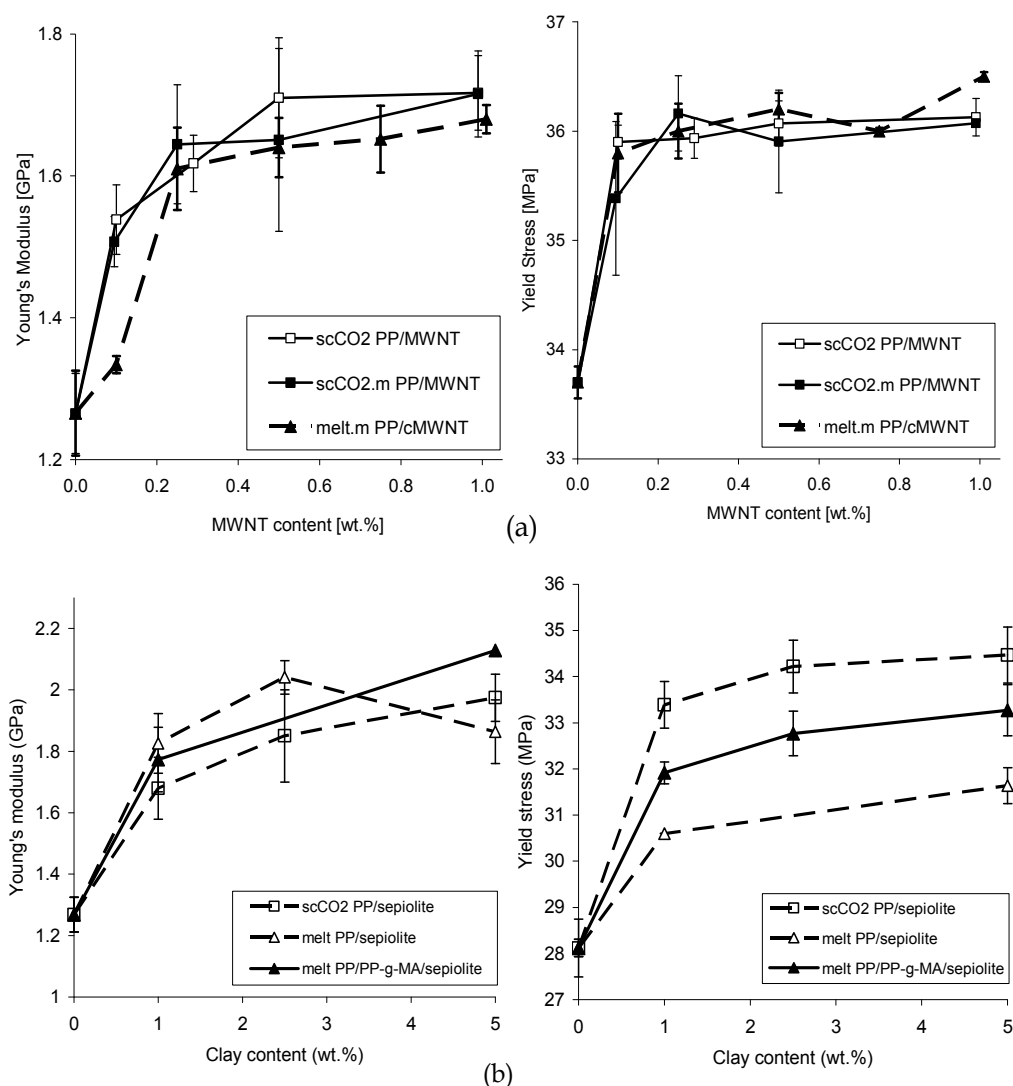 1.8
1.6
1.4
1.2
Young's Modulus [GPa]
0.0 0.2 0.4 0.6 0.8 1.0
MWNT content [wt.%]
scCO2 PP/MWNT
scCO2.m PP/MWNT
melt.m PP/cMWNT
37
36
35
34
33
Yield Stress [MPa]
0.0 0.2 0.4 0.6 0.8 1.0
MWNT content [wt.%]
scCO2 PP/MWNT
scCO2.m PP/MWNT
melt.m PP/cMWNT
(a)
2.2
2
1.8
1.6
1.4
1.2
1
Young's modulus (GPa)
0 1 2 3 4 5
Clay content (wt.%)
scCO2 PP/sepiolite
melt PP/sepiolite
melt PP/PP-g-MA/sepiolite
36
35
34
33
32
31
30
29
28
27
Yield stress (MPa)
0 1 2 3 4 5
Clay content (wt.%)
scCO2 PP/sepiolite
melt PP/sepiolite
melt PP/PP-g-MA/sepiolite
(b)